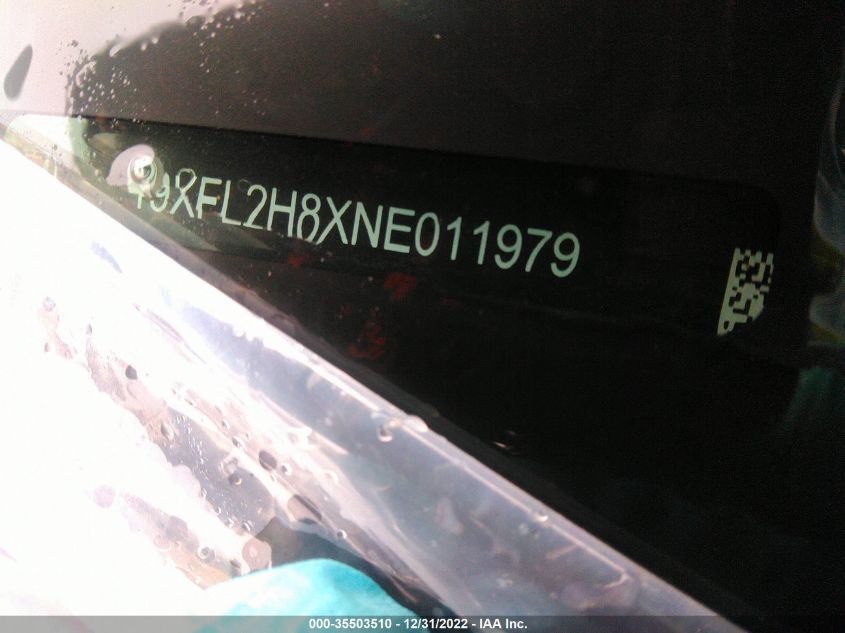 19XFL2H8XNE011979
000-35503510 - 12/31/2022 - IAA Inc.